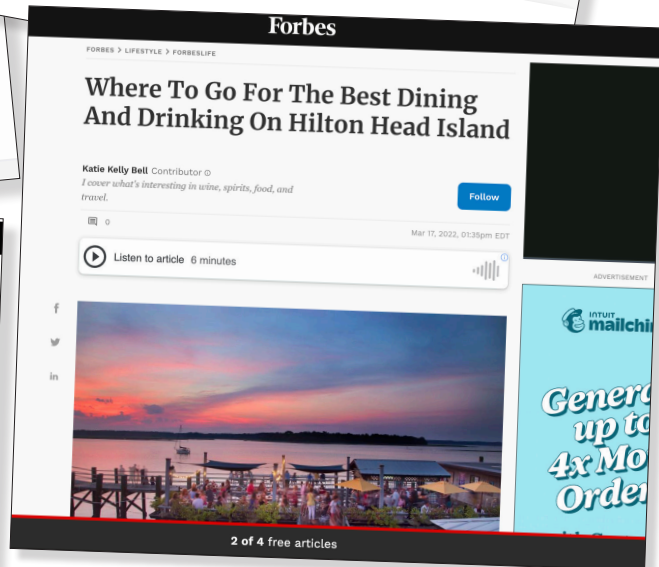 Forbes
FORBES > LIFESTYLE > FORBESLIFE
Where To Go For The Best Dining
And Drinking On Hilton Head Island
Katie Kelly Bell Contributor
I cover what's interesting in wine, spirits, food, and
travel.
Follow
0
Mar 17, 2022, 01:35pm EDT
Listen to article 6 minutes
ADVERTISEMENT
INTUIT
mailchi
Genera
up to
4x Mo
Order
2 of 4 free articles